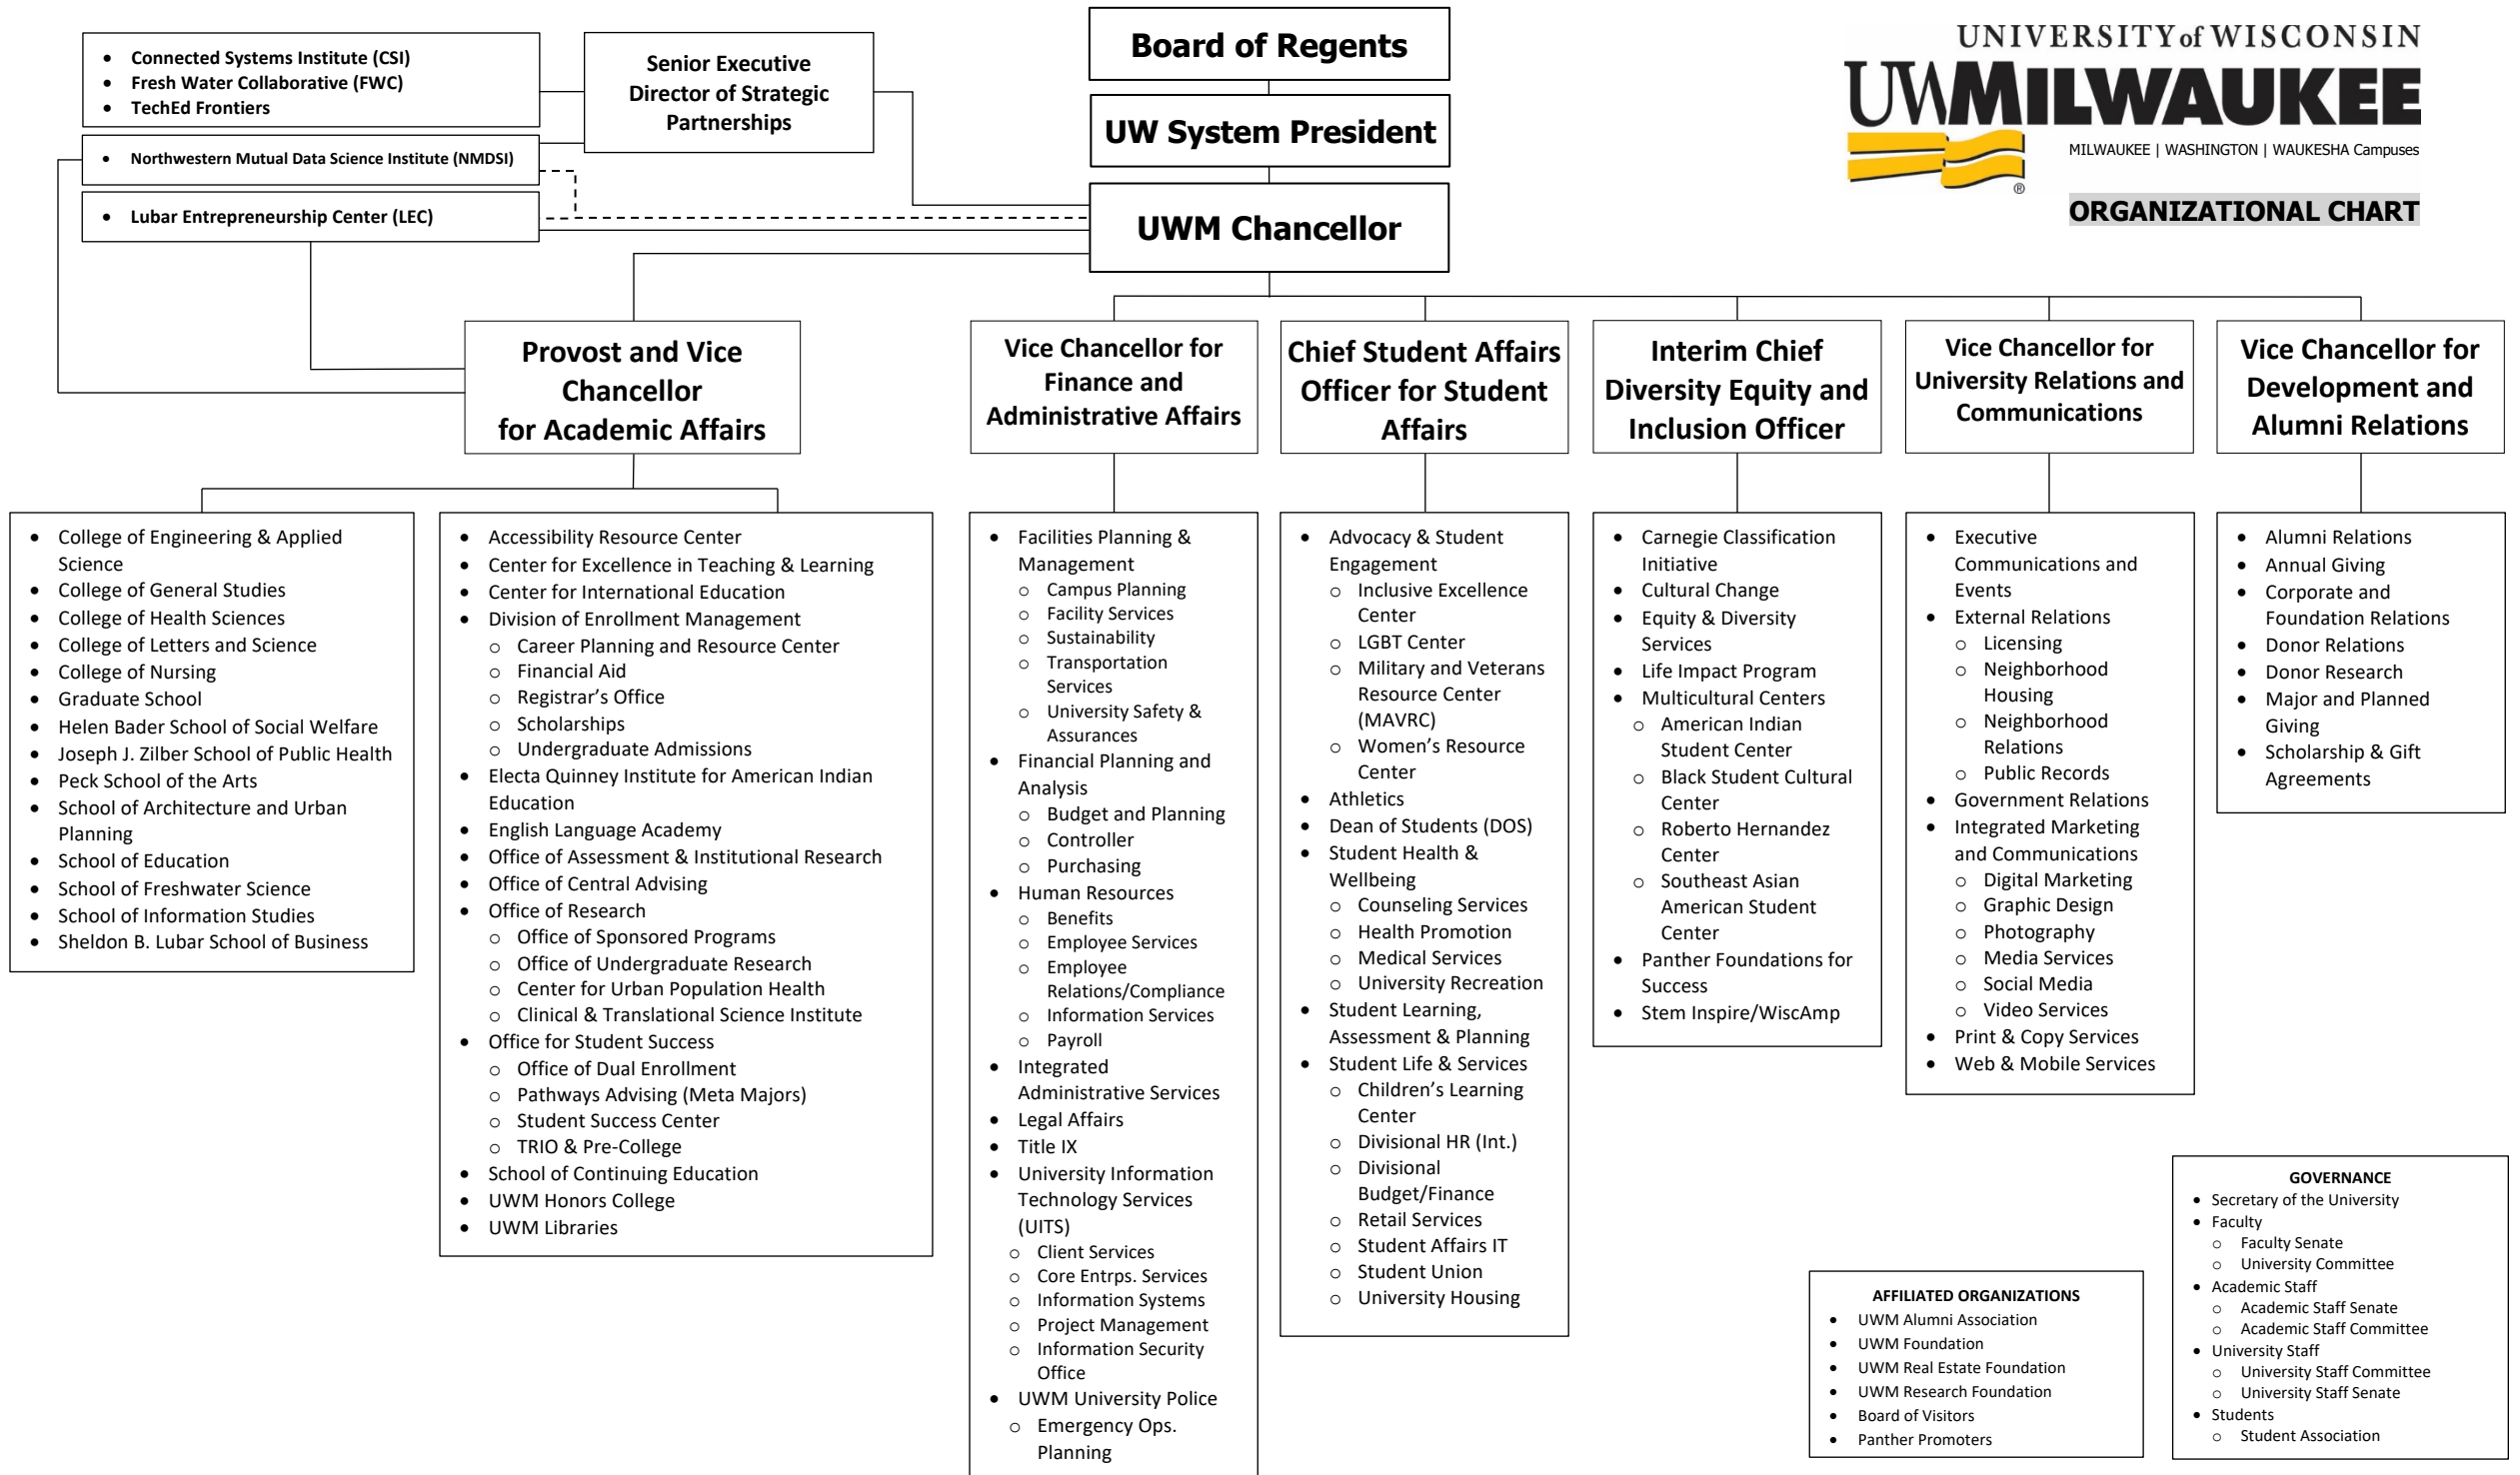 Board of Regents
UW System President
UWM Chancellor
UNIVERSITY of WISCONSIN
UWMILWAUKEE
®
MILWAUKEE | WASHINGTON | WAUKESHA Campuses
ORGANIZATIONAL CHART
• Connected Systems Institute (CSI)
• Fresh Water Collaborative (FWC)
• TechEd Frontiers
Senior Executive
Director of Strategic
Partnerships
• Northwestern Mutual Data Science Institute (NMDSI)
• Lubar Entrepreneurship Center (LEC)
Provost and Vice
Chancellor
for Academic Affairs
• College of Engineering & Applied
Science
• College of General Studies
• College of Health Sciences
• College of Letters and Science
• College of Nursing
• Graduate School
• Helen Bader School of Social Welfare
• Joseph J. Zilber School of Public Health
• Peck School of the Arts
• School of Architecture and Urban
Planning
• School of Education
• School of Freshwater Science
• School of Information Studies
• Sheldon B. Lubar School of Business
• Accessibility Resource Center
• Center for Excellence in Teaching & Learning
• Center for International Education
• Division of Enrollment Management
o Career Planning and Resource Center
o Financial Aid
o Registrar’s Office
o Scholarships
o Undergraduate Admissions
• Electa Quinney Institute for American Indian
Education
• English Language Academy
• Office of Assessment & Institutional Research
• Office of Central Advising
• Office of Research
o Office of Sponsored Programs
o Office of Undergraduate Research
o Center for Urban Population Health
o Clinical & Translational Science Institute
• Office for Student Success
o Office of Dual Enrollment
o Pathways Advising (Meta Majors)
o Student Success Center
o TRIO & Pre-College
• School of Continuing Education
• UWM Honors College
• UWM Libraries
Vice Chancellor for
Finance and
Administrative Affairs
• Facilities Planning &
Management
o Campus Planning
o Facility Services
o Sustainability
o Transportation
Services
o University Safety &
Assurances
• Financial Planning and
Analysis
o Budget and Planning
o Controller
o Purchasing
• Human Resources
o Benefits
o Employee Services
o Employee
Relations/Compliance
o Information Services
o Payroll
• Integrated
Administrative Services
• Legal Affairs
• Title IX
• University Information
Technology Services
(UITS)
o Client Services
o Core Entrps. Services
o Information Systems
o Project Management
o Information Security
Office
• UWM University Police
o Emergency Ops.
Planning
Chief Student Affairs
Officer for Student
Affairs
• Advocacy & Student
Engagement
o Inclusive Excellence
Center
o LGBT Center
o Military and Veterans
Resource Center
(MAVRC)
o Women’s Resource
Center
• Athletics
• Dean of Students (DOS)
• Student Health &
Wellbeing
o Counseling Services
o Health Promotion
o Medical Services
o University Recreation
• Student Learning,
Assessment & Planning
• Student Life & Services
o Children’s Learning
Center
o Divisional HR (Int.)
o Divisional
Budget/Finance
o Retail Services
o Student Affairs IT
o Student Union
o University Housing
Interim Chief
Diversity Equity and
Inclusion Officer
• Carnegie Classification
Initiative
• Cultural Change
• Equity & Diversity
Services
• Life Impact Program
• Multicultural Centers
o American Indian
Student Center
o Black Student Cultural
Center
o Roberto Hernandez
Center
o Southeast Asian
American Student
Center
• Panther Foundations for
Success
• Stem Inspire/WiscAmp
Vice Chancellor for
University Relations and
Communications
• Executive
Communications and
Events
• External Relations
o Licensing
o Neighborhood
Housing
o Neighborhood
Relations
o Public Records
• Government Relations
• Integrated Marketing
and Communications
o Digital Marketing
o Graphic Design
o Photography
o Media Services
o Social Media
o Video Services
• Print & Copy Services
• Web & Mobile Services
Vice Chancellor for
Development and
Alumni Relations
• Alumni Relations
• Annual Giving
• Corporate and
Foundation Relations
• Donor Relations
• Donor Research
• Major and Planned
Giving
• Scholarship & Gift
Agreements
AFFILIATED ORGANIZATIONS
• UWM Alumni Association
• UWM Foundation
• UWM Real Estate Foundation
• UWM Research Foundation
• Board of Visitors
• Panther Promoters
GOVERNANCE
• Secretary of the University
• Faculty
o Faculty Senate
o University Committee
• Academic Staff
o Academic Staff Senate
o Academic Staff Committee
• University Staff
o University Staff Committee
o University Staff Senate
• Students
o Student Association